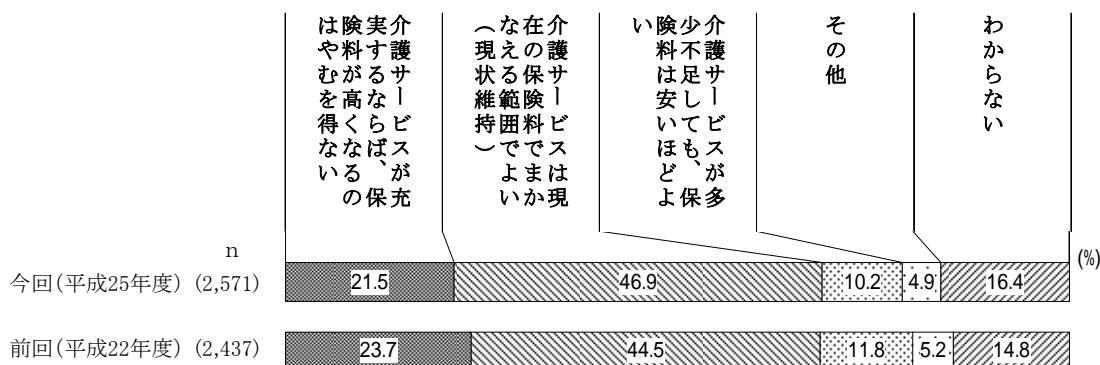 介護サービスが充
実するならば、保
険料が高くなるの
はやむを得ない
介護サービスは現
在の保険料でまか
なえる範囲でよい
（現状維持）
介護サービスが多
少不足しても、保
険料は安いほどよ
い
その他
わからない
n
(%)
今回(平成25年度) (2,571) 21.5 46.9 10.2 4.9 16.4
前回(平成22年度) (2,437) 23.7 44.5 11.8 5.2 14.8